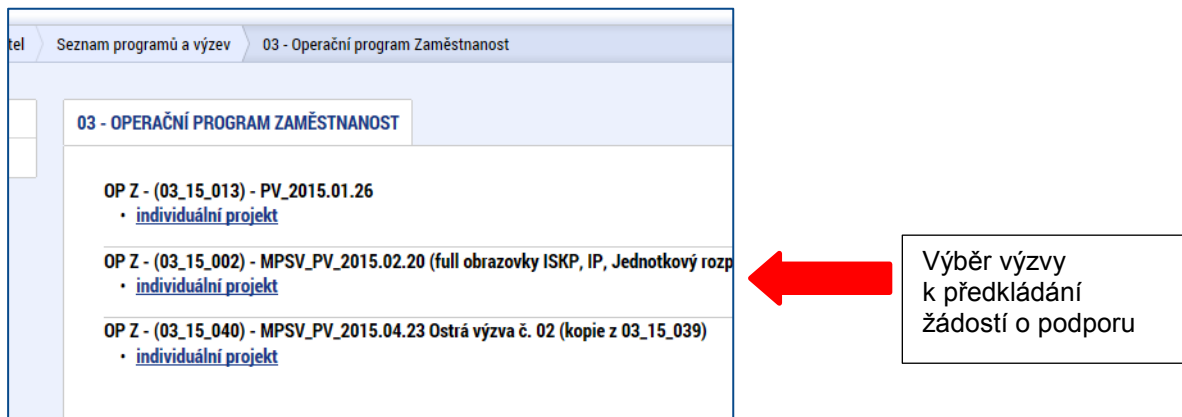 tel Seznam programů a výzev 03 - Operační program Zaměstnanost
03 - OPERAČNÍ PROGRAM ZAMĚSTNANOST
OP Z - (03_15_013) - PV_2015.01.26
• individuální projekt
OP Z - (03_15_002) - MPSV_PV_2015.02.20 (full obrazovky ISKP, IP, Jednotkový rozp
• individuální projekt
OP Z - (03_15_040) - MPSV_PV_2015.04.23 Ostrá výzva č. 02 (kopie z 03_15_039)
• individuální projekt
Výběr výzvy
k předkládání
žádostí o podporu